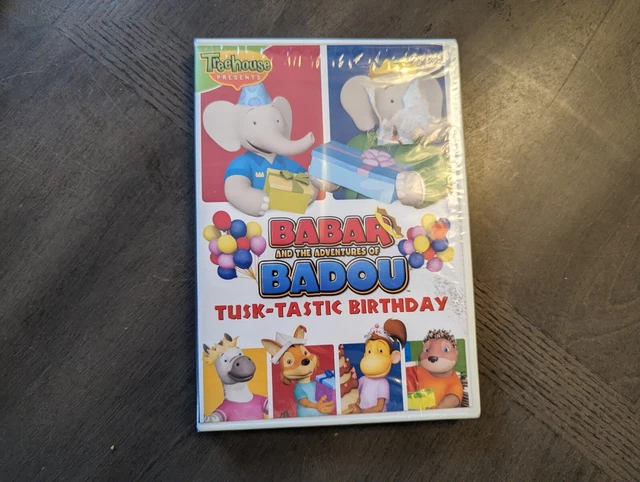 Treehouse
PRESENTS
BABAR
AND THE ADVENTURES OF
BADOU
TUSK-TASTIC BIRTHDAY